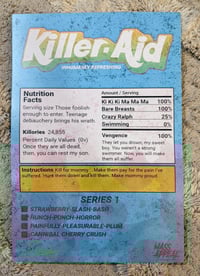 Killer-Aid
Nutrition
Facts
Serving size Those foolish
enough to enter. Teenage
debauchery brings his wrath.
Killories 24,855
Percent Daily Values (0v)
Once they are all dead,
then, you can rest my son.
Amount / Serving
Ki Ki Ki Ma Ma Ma 100%
Bare Breasts 100%
Crazy Ralph 25%
Swimming 0%
Vengence 100%
They let you drown, my sweet
boy. You weren't a strong
swimmer. Now, you will make
them all suffer.
Instructions Kill for mommy. Make them pay for the pain I've
suffered. Hunt them down and kill them. Make mommy proud.
SERIES 1
STRAWBERRY-SLASH-BASH
PUNCH-PUNCH-HORROR
PAINFULLY-PLEASURABLE-PLUM
CANNIBAL CHERRY CRUSH
MASS
APPEAL